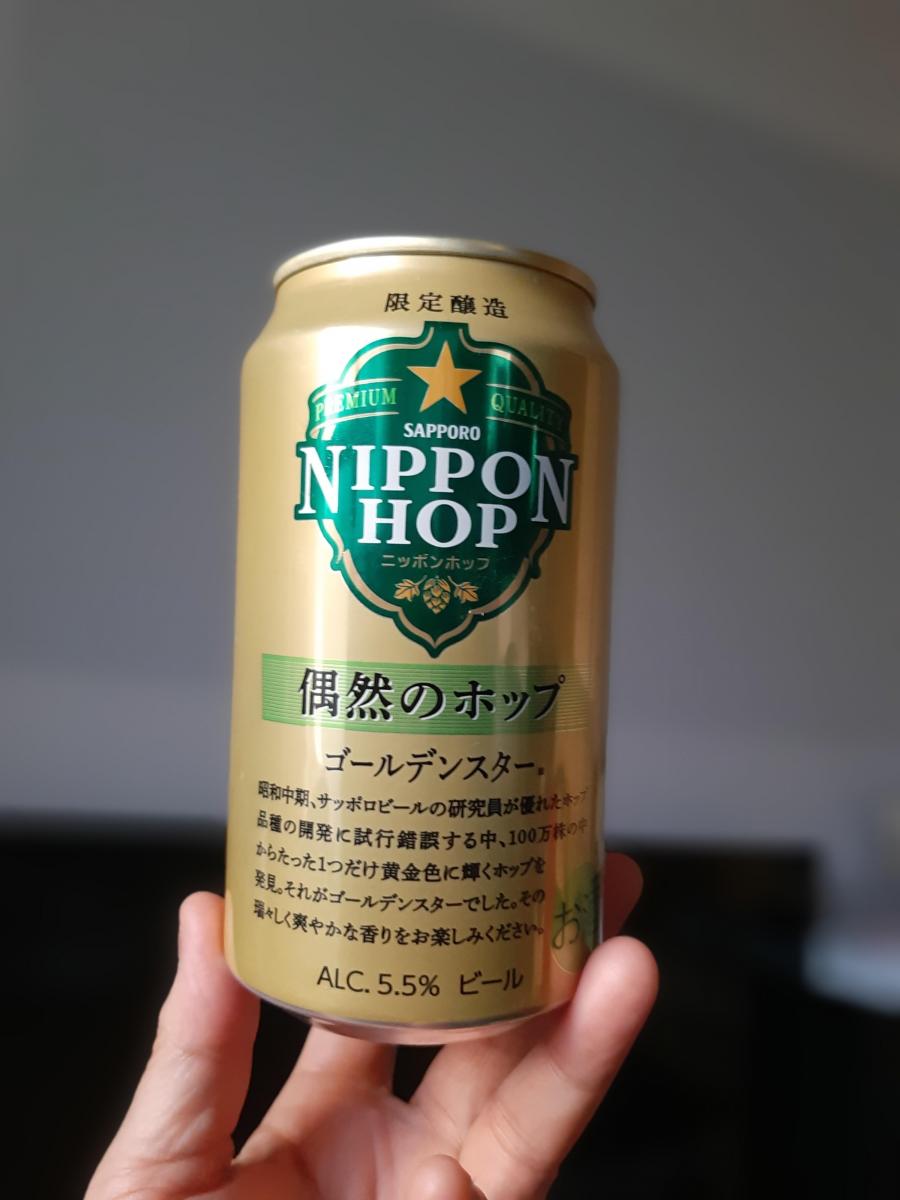 限定醸造
PREMIUM QUALITY
SAPPORO
NIPPON
HOP
ニッポンホップ
偶然のホップ
ゴールデンスター
昭和中期、サッポロビールの研究員が優れたホップ
品種の開発に試行錯誤する中、100万株の中
からたった1つだけ黄金色に輝くホップを
発見。それがゴールデンスターでした。その
瑞々しく爽やかな香りをお楽しみください。
お
ALC. 5.5% ビール